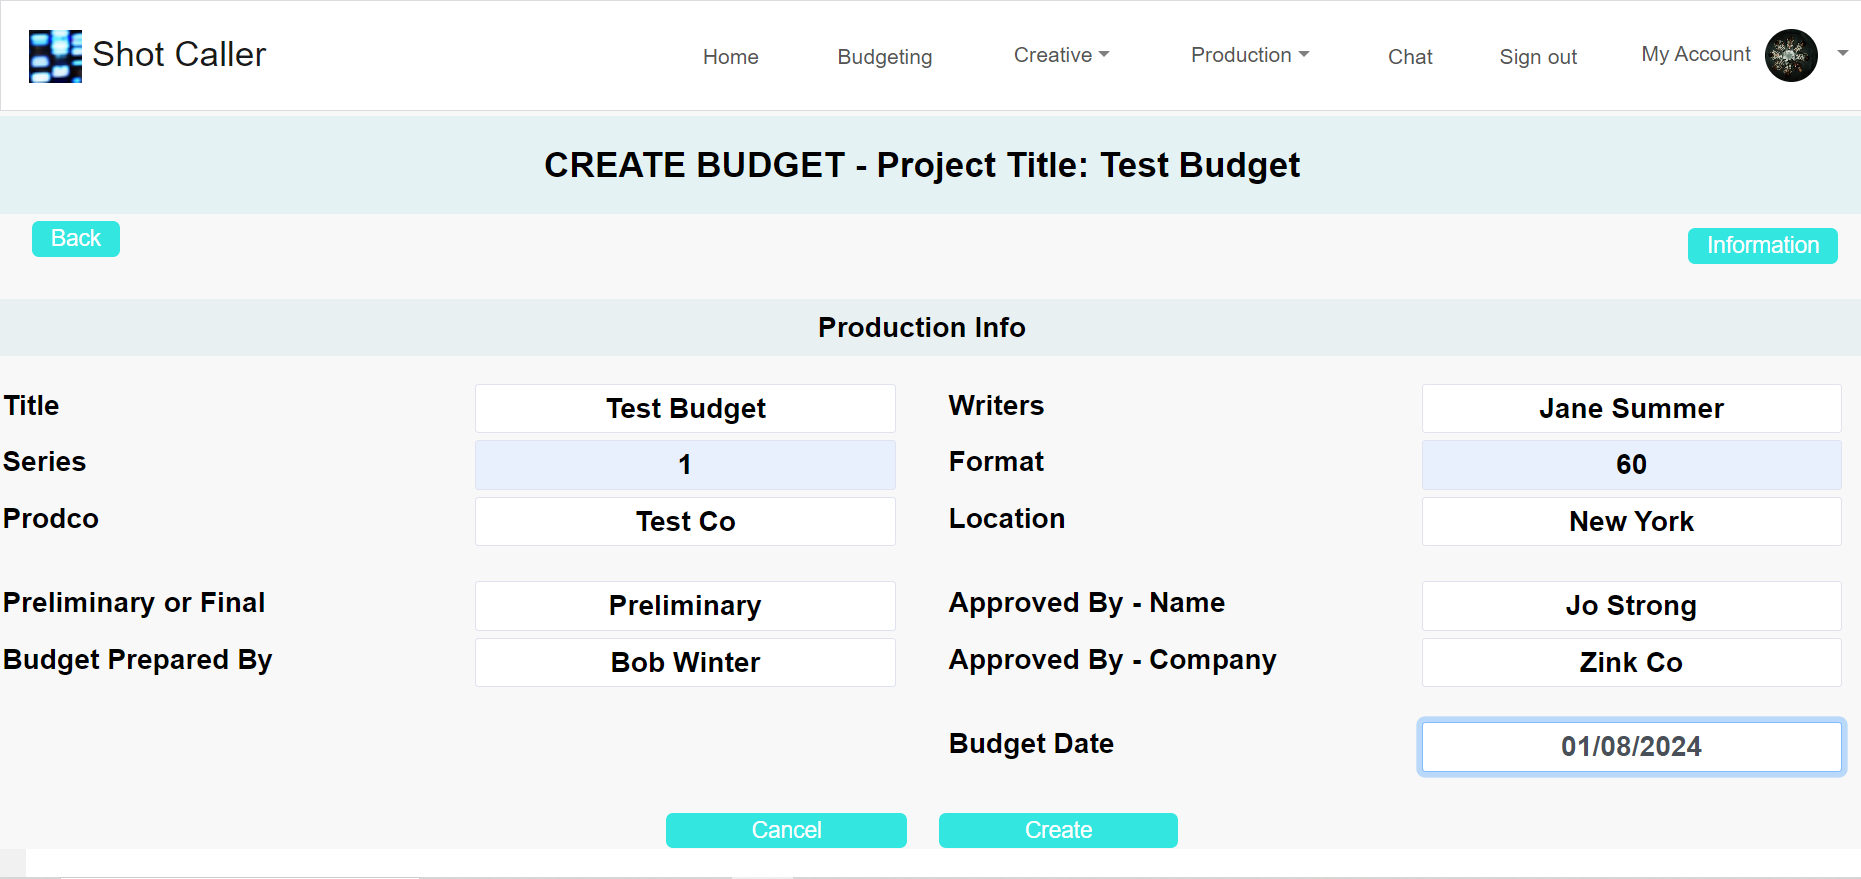 Shot Caller
Home Budgeting Creative Production Chat Sign out My Account
CREATE BUDGET - Project Title: Test Budget
Back
Information
Production Info
Title Test Budget Writers Jane Summer
Series 1 Format 60
Prodco Test Co Location New York
Preliminary or Final Preliminary Approved By - Name Jo Strong
Budget Prepared By Bob Winter Approved By - Company Zink Co
Budget Date 01/08/2024
Cancel Create